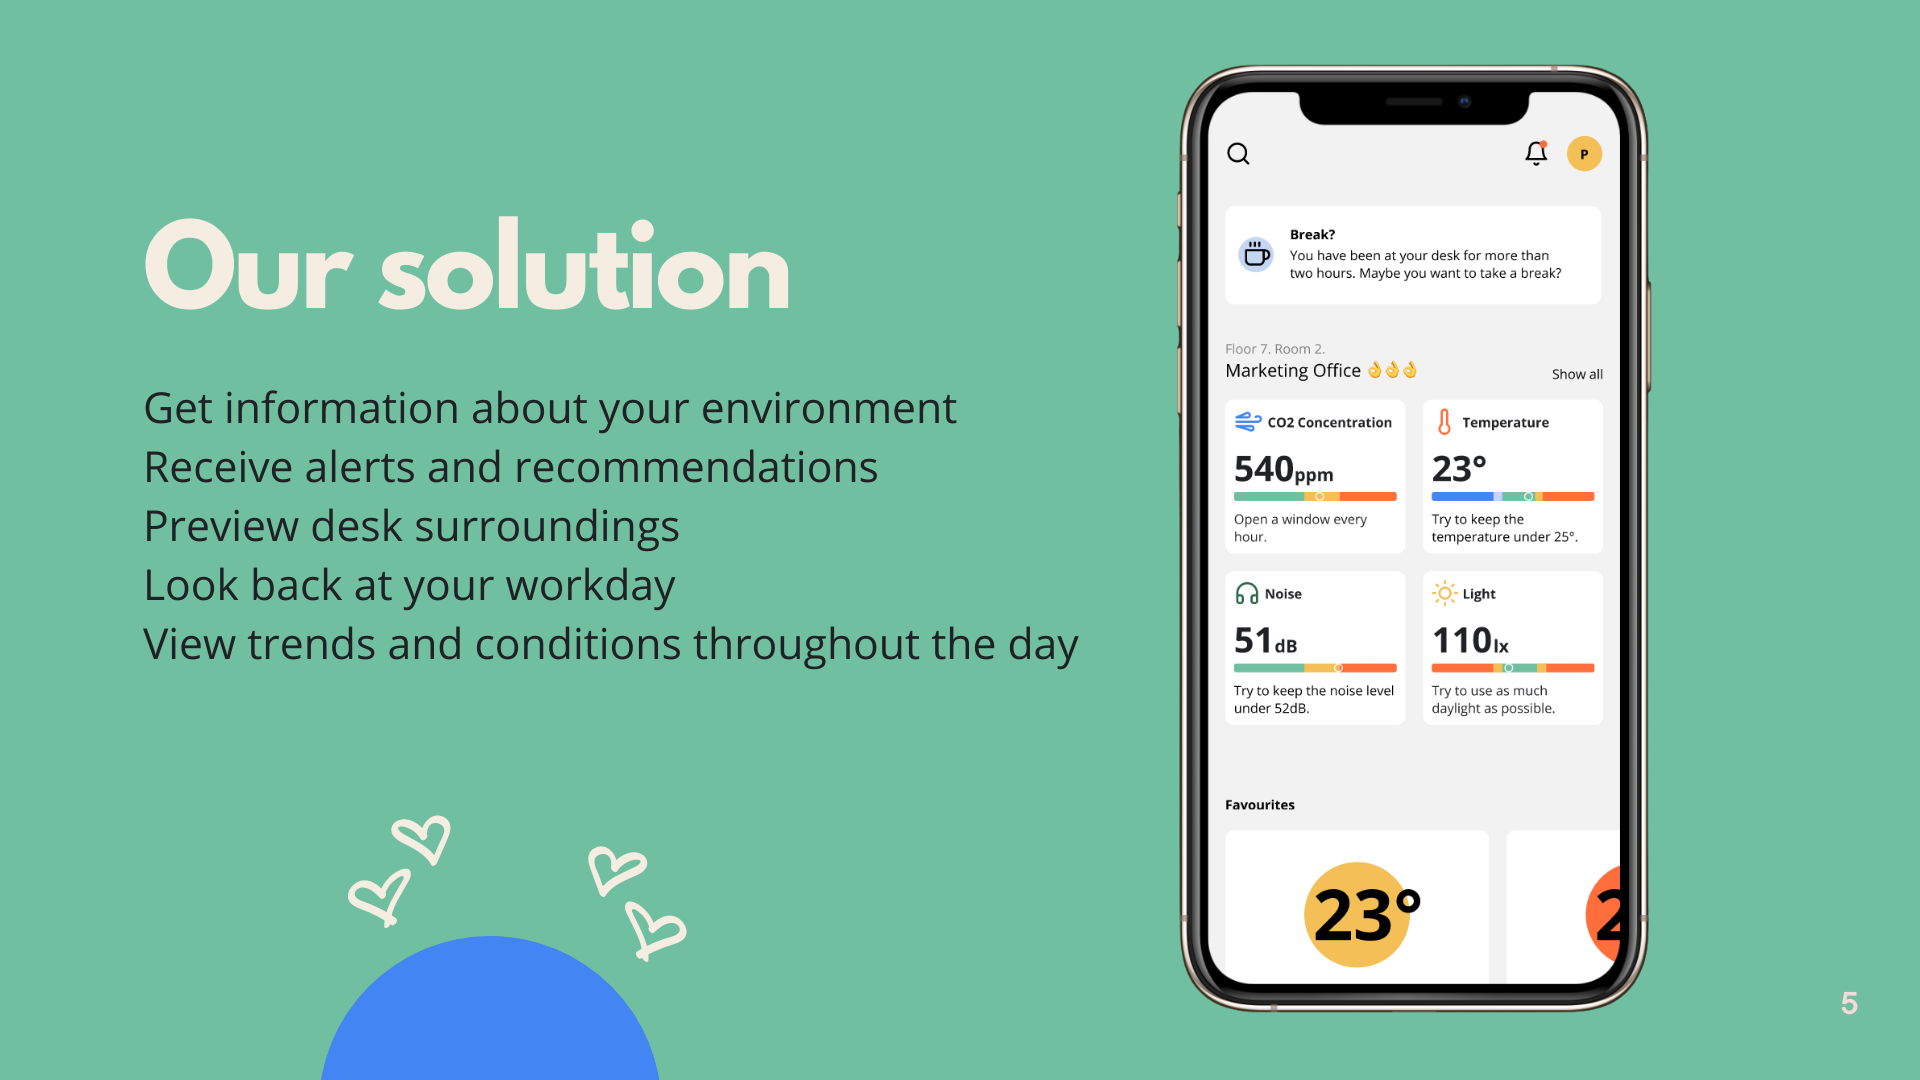 Our solution
Get information about your environment
Receive alerts and recommendations
Preview desk surroundings
Look back at your workday
View trends and conditions throughout the day
P
Break?
You have been at your desk for more than
two hours. Maybe you want to take a break?
Floor 7. Room 2.
Marketing Office 👌👌👌
Show all
CO2 Concentration
540ppm
Open a window every
hour.
Temperature
23°
Try to keep the
temperature under 25°.
Noise
51dB
Try to keep the noise level
under 52dB.
Light
110lx
Try to use as much
daylight as possible.
Favourites
23°
2
5